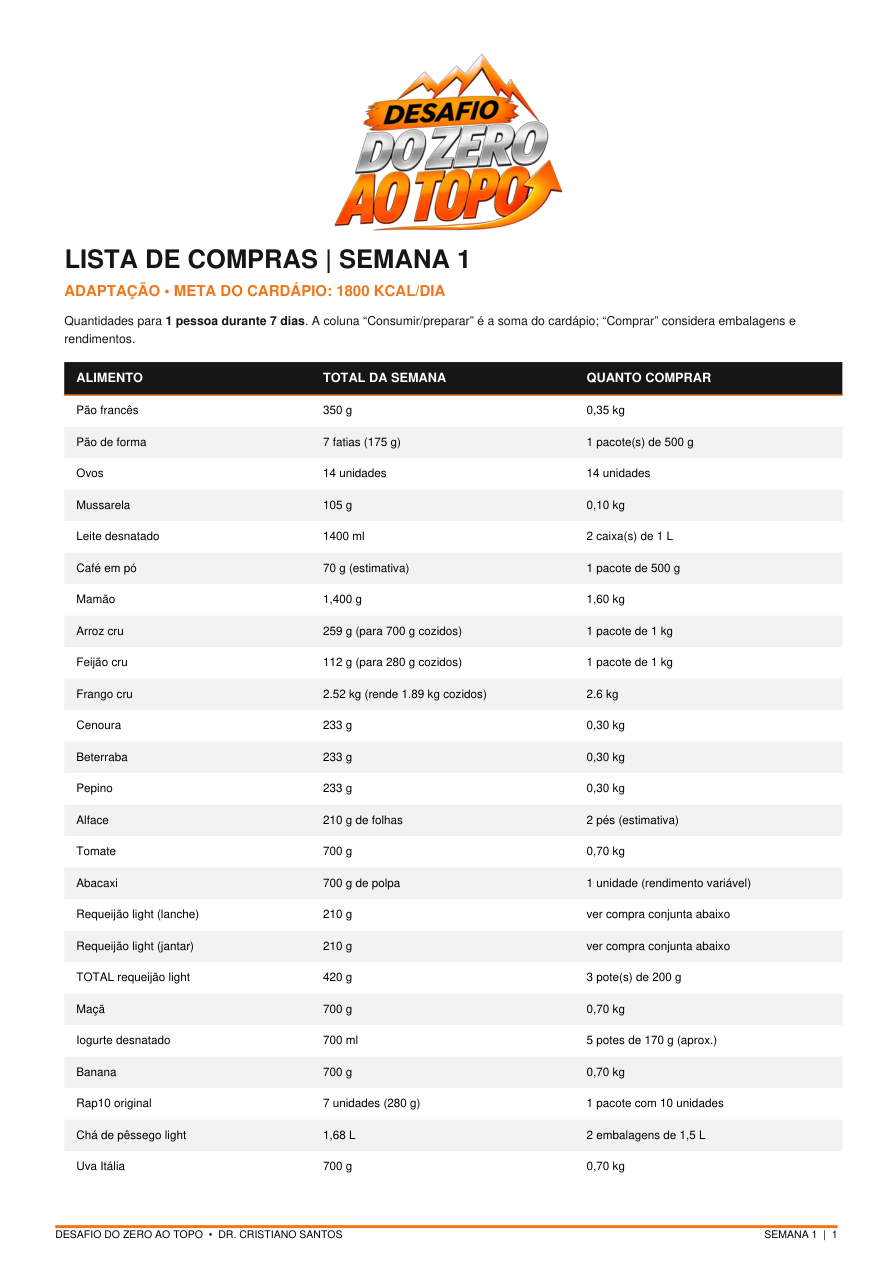 DESAFIO
DO ZERO
AO TOPO
LISTA DE COMPRAS | SEMANA 1
ADAPTAÇÃO • META DO CARDÁPIO: 1800 KCAL/DIA
Quantidades para 1 pessoa durante 7 dias. A coluna “Consumir/preparar” é a soma do cardápio; “Comprar” considera embalagens e
rendimentos.
ALIMENTO TOTAL DA SEMANA QUANTO COMPRAR
Pão francês 350 g 0,35 kg
Pão de forma 7 fatias (175 g) 1 pacote(s) de 500 g
Ovos 14 unidades 14 unidades
Mussarela 105 g 0,10 kg
Leite desnatado 1400 ml 2 caixa(s) de 1 L
Café em pó 70 g (estimativa) 1 pacote de 500 g
Mamão 1,400 g 1,60 kg
Arroz cru 259 g (para 700 g cozidos) 1 pacote de 1 kg
Feijão cru 112 g (para 280 g cozidos) 1 pacote de 1 kg
Frango cru 2.52 kg (rende 1.89 kg cozidos) 2.6 kg
Cenoura 233 g 0,30 kg
Beterraba 233 g 0,30 kg
Pepino 233 g 0,30 kg
Alface 210 g de folhas 2 pés (estimativa)
Tomate 700 g 0,70 kg
Abacaxi 700 g de polpa 1 unidade (rendimento variável)
Requeijão light (lanche) 210 g ver compra conjunta abaixo
Requeijão light (jantar) 210 g ver compra conjunta abaixo
TOTAL requeijão light 420 g 3 pote(s) de 200 g
Maçã 700 g 0,70 kg
Iogurte desnatado 700 ml 5 potes de 170 g (aprox.)
Banana 700 g 0,70 kg
Rap10 original 7 unidades (280 g) 1 pacote com 10 unidades
Chá de pêssego light 1,68 L 2 embalagens de 1,5 L
Uva Itália 700 g 0,70 kg
DESAFIO DO ZERO AO TOPO • DR. CRISTIANO SANTOS SEMANA 1 | 1